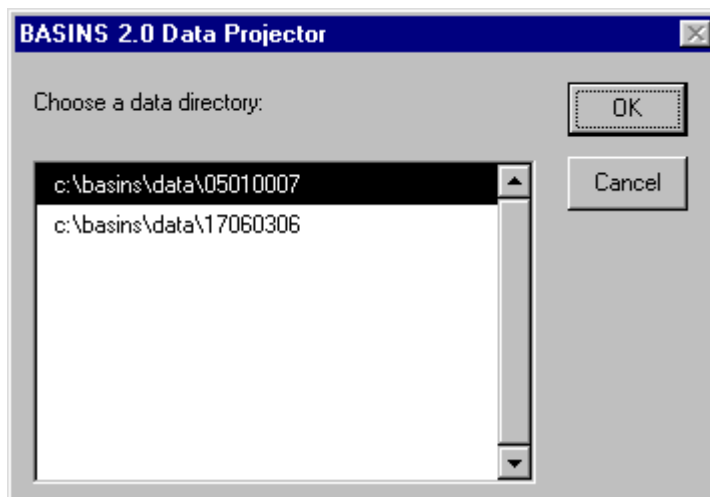 BASINS 2.0 Data Projector
Choose a data directory:
OK
c:\basins\data\05010007
Cancel
c:\basins\data\17060306